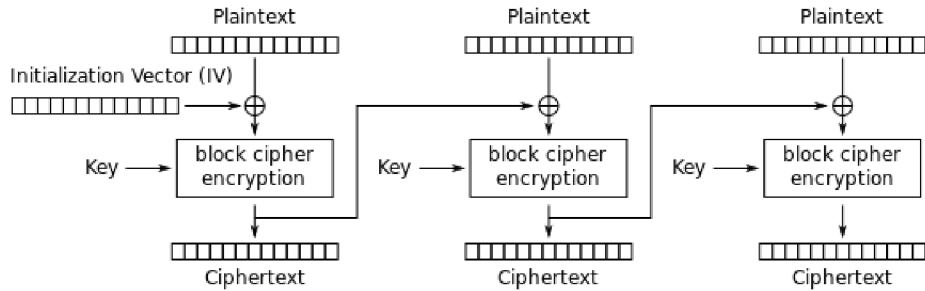 Plaintext
Plaintext
Plaintext
Initialization Vector (IV)
Key
block cipher
encryption
Key
block cipher
encryption
Key
block cipher
encryption
Ciphertext
Ciphertext
Ciphertext